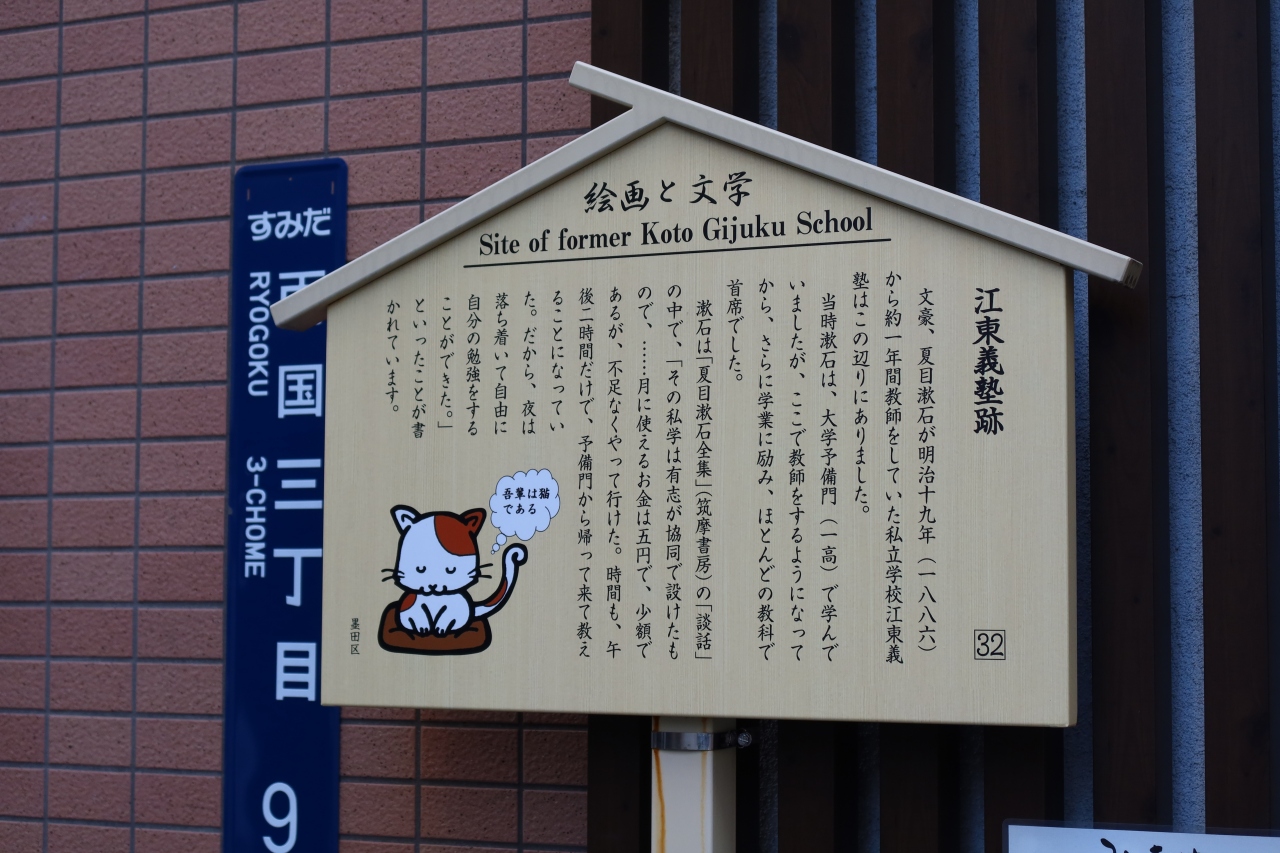 絵画と文学
Site of former Koto Gijuku School
江東義塾跡
32
文豪、夏目漱石が明治十九年（一八八六）
から約一年間教師をしていた私立学校江東義
塾はこの辺りにありました。
当時漱石は、大学予備門（一高）で学んで
いましたが、ここで教師をするようになって
から、さらに学業に励み、ほとんどの教科で
首席でした。
漱石は「夏目漱石全集」（筑摩書房）の「談話」
の中で、「その私学は有志が協同で設けたも
ので、……月に使えるお金は五円で、少額で
あるが、不足なくやって行けた。時間も、午
後二時間だけで、予備門から帰って来て教え
ることになってい
た。だから、夜は
落ち着いて自由に
自分の勉強をする
ことができた。」
といったことが書
かれています。
吾輩は猫
である
墨田区
すみだ
国三丁目
RYOGOKU 3-CHOME
9